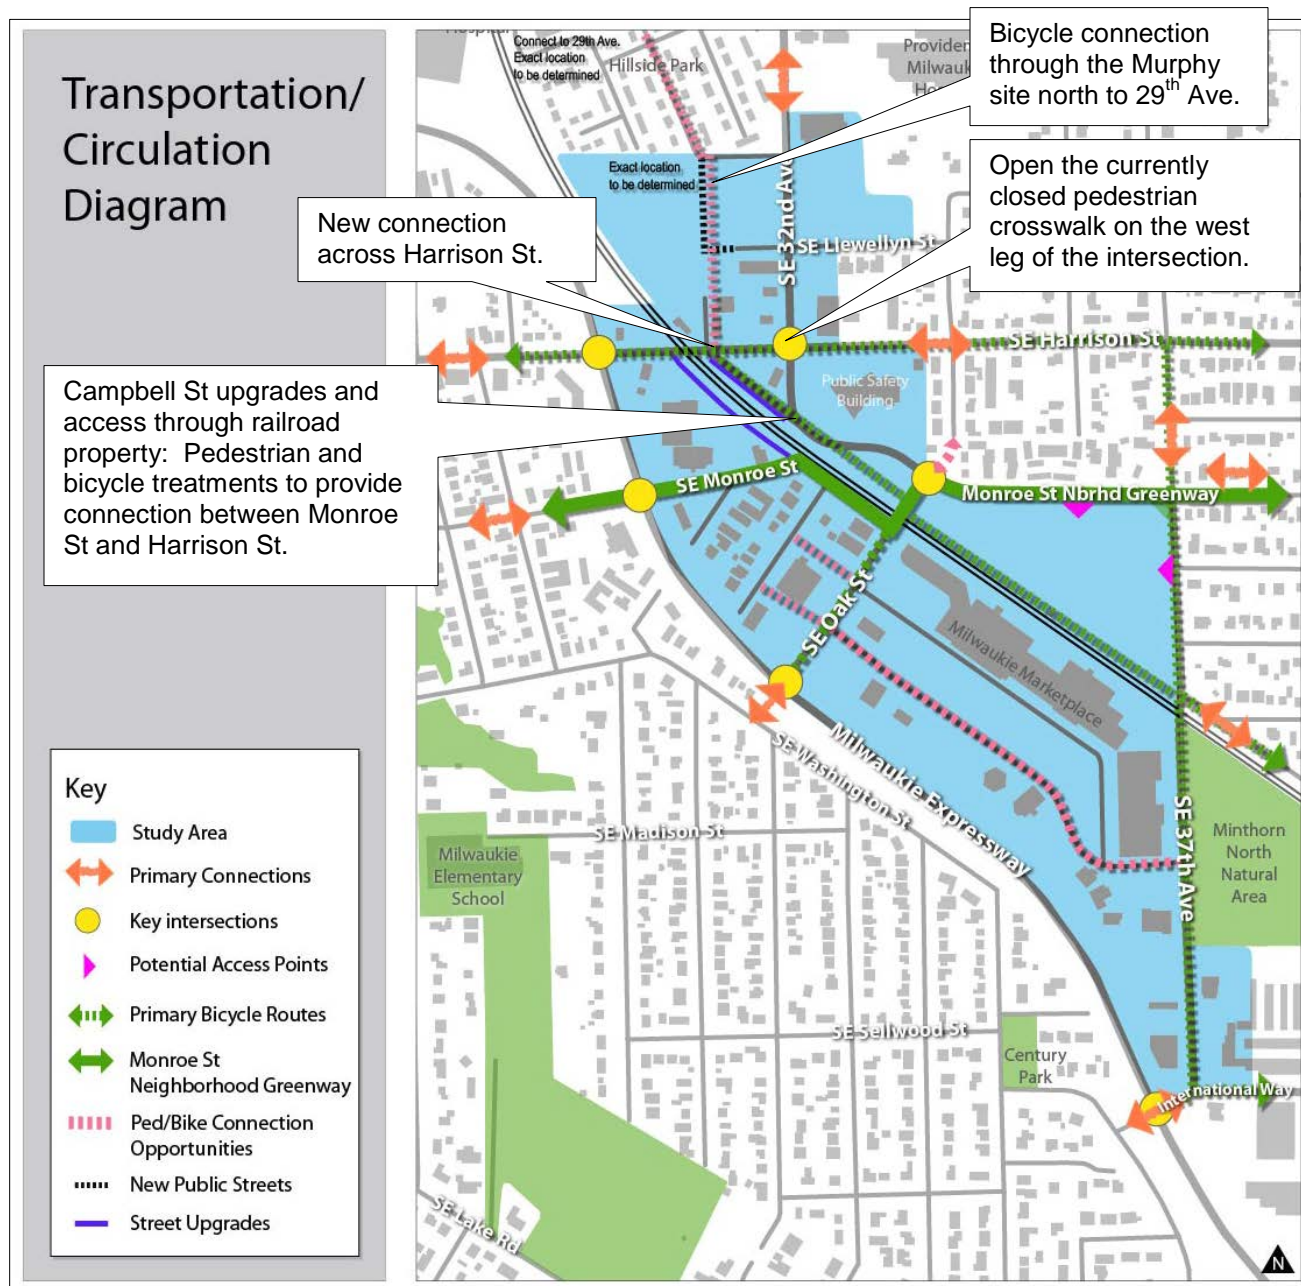 Transportation/
Circulation
Diagram
Connect to 29th Ave.
Exact location
to be determined
Hillside Park
Bicycle connection
through the Murphy
site north to 29th Ave.
Open the currently
closed pedestrian
crosswalk on the west
leg of the intersection.
Exact location
to be determined
New connection
across Harrison St.
SE 32nd Ave
SE Llewellyn St
SE Harrison St
Public Safety
Building
Campbell St upgrades and
access through railroad
property: Pedestrian and
bicycle treatments to provide
connection between Monroe
St and Harrison St.
SE Monroe St
Monroe St Nbrhd Greenway
SE Oak St
Milwaukie Marketplace
Milwaukie Expressway
SE Washington St
SE Madison St
SE 37th Ave
Minthorn
North
Natural
Area
Milwaukie
Elementary
School
SE Sellwood St
Century
Park
International Way
SE Lake Rd
N
Key
Study Area
Primary Connections
Key intersections
Potential Access Points
Primary Bicycle Routes
Monroe St
Neighborhood Greenway
Ped/Bike Connection
Opportunities
New Public Streets
Street Upgrades